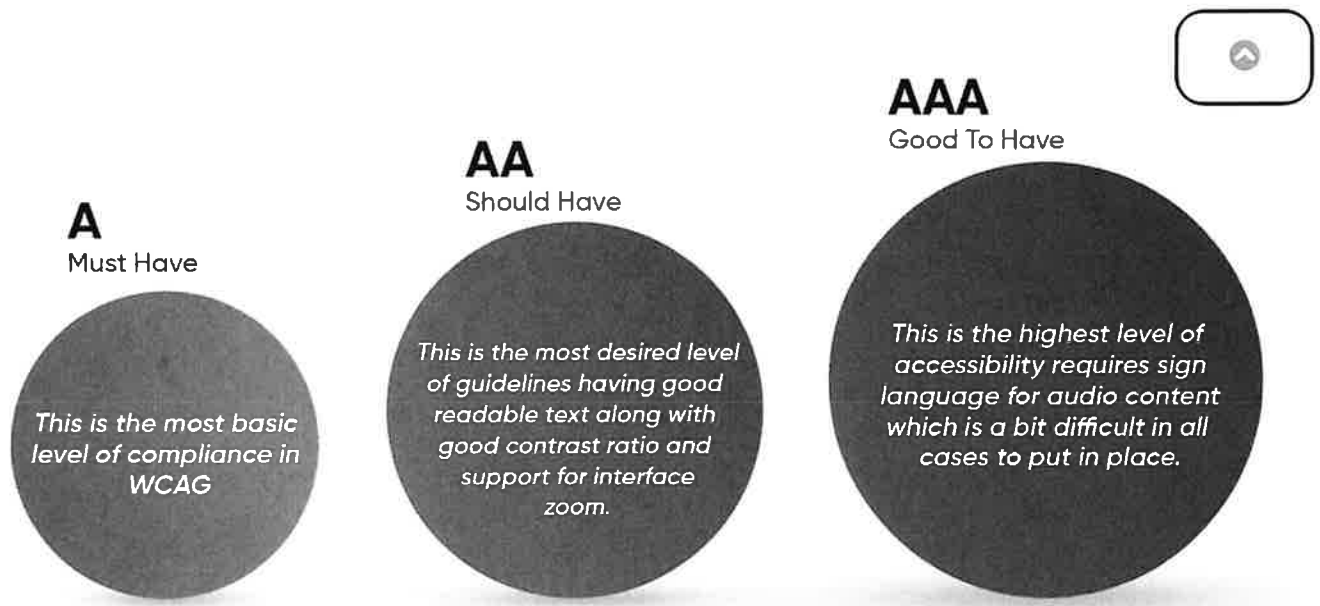 A
Must Have
This is the most basic
level of compliance in
WCAG
AA
Should Have
This is the most desired level
of guidelines having good
readable text along with
good contrast ratio and
support for interface
zoom.
AAA
Good To Have
This is the highest level of
accessibility requires sign
language for audio content
which is a bit difficult in all
cases to put in place.